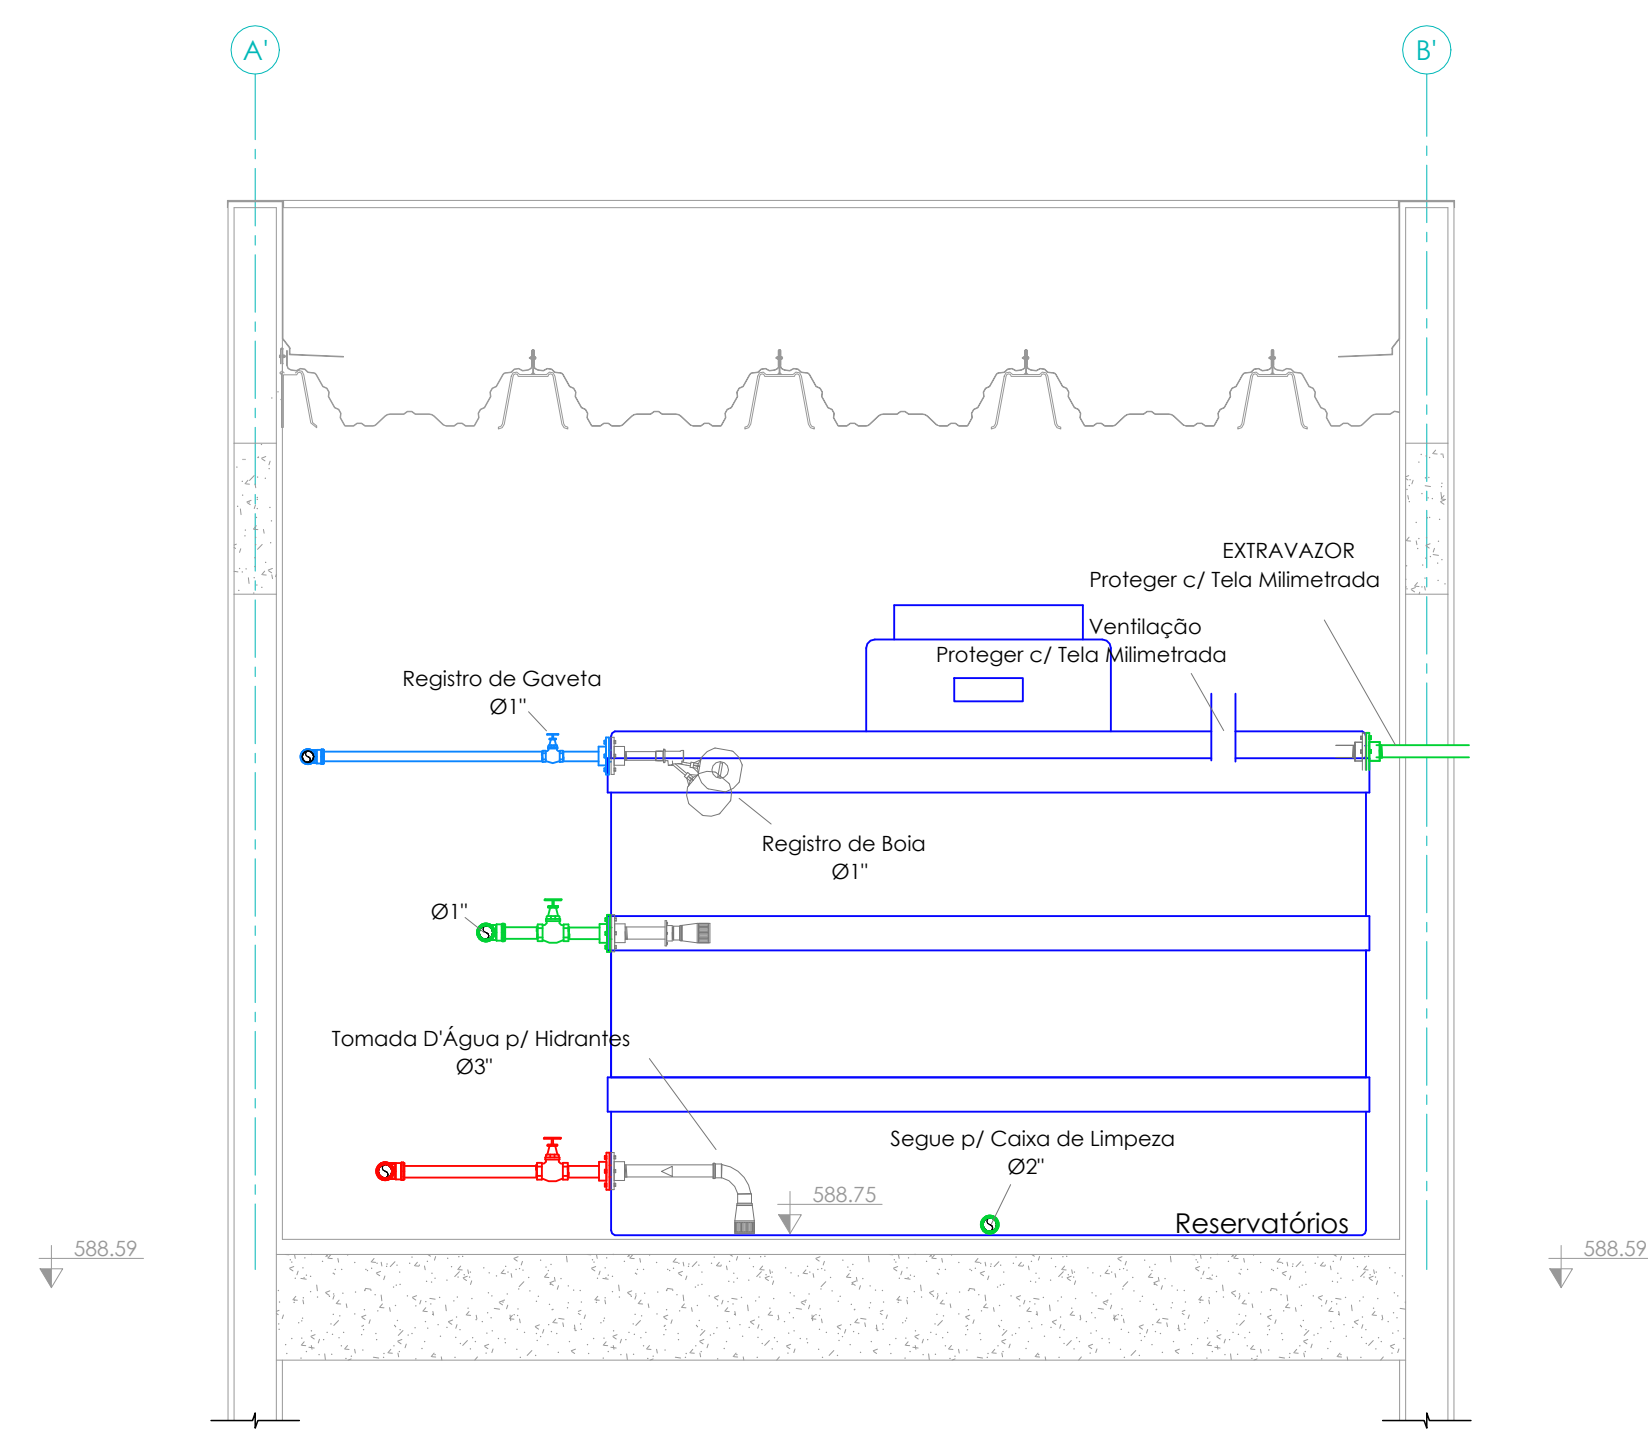 A'
B'
EXTRAVAZOR
Proteger c/ Tela Milimetrada
Ventilação
Proteger c/ Tela Milimetrada
Registro de Gaveta
Ø1"
Registro de Boia
Ø1"
Ø1"
Tomada D'Água p/ Hidrantes
Ø3"
Segue p/ Caixa de Limpeza
Ø2"
588.75
Reservatórios
588.59
588.59